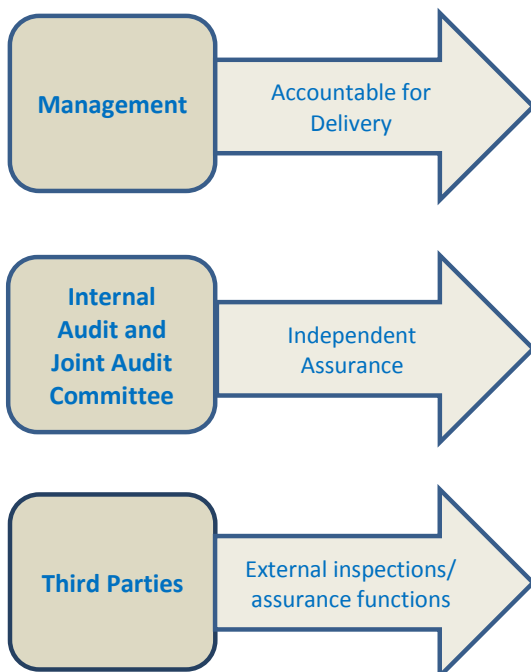 Management
Accountable for
Delivery
Internal
Audit and
Joint Audit
Committee
Independent
Assurance
Third Parties
External inspections/
assurance functions